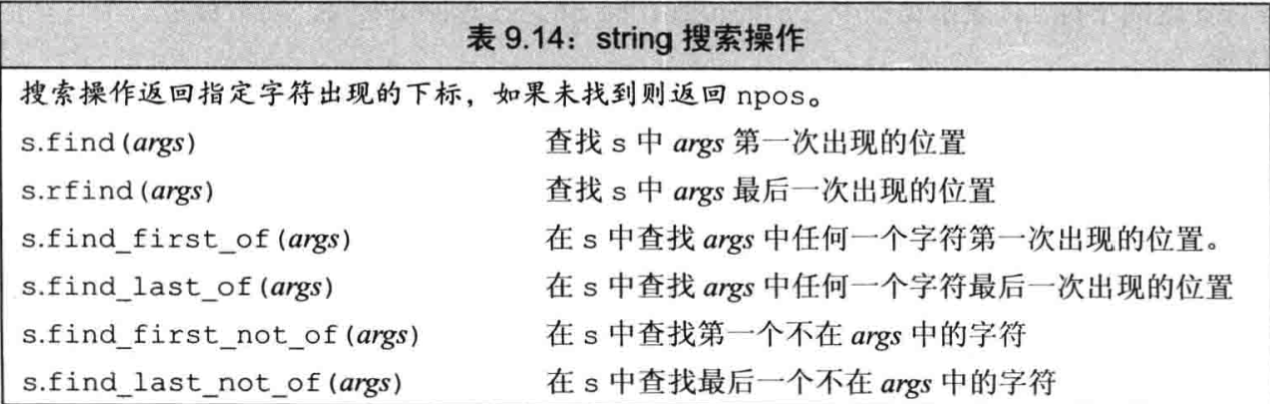 表 9.14：string 搜索操作
搜索操作返回指定字符出现的下标，如果未找到则返回 npos。
s.find(args) 查找 s 中 args 第一次出现的位置
s.rfind(args) 查找 s 中 args 最后一次出现的位置
s.find_first_of(args) 在 s 中查找 args 中任何一个字符第一次出现的位置。
s.find_last_of(args) 在 s 中查找 args 中任何一个字符最后一次出现的位置
s.find_first_not_of(args) 在 s 中查找第一个不在 args 中的字符
s.find_last_not_of(args) 在 s 中查找最后一个不在 args 中的字符